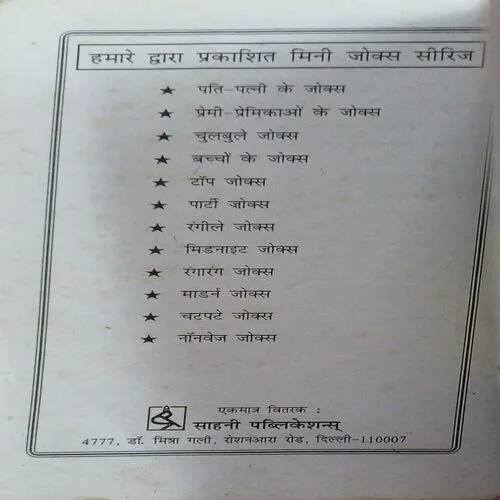 हमारे द्वारा प्रकाशित मिनी जोक्स सीरिज
★ पति-पत्नी के जोक्स
★ प्रेमी-प्रेमिकाओं के जोक्स
★ चुलबुले जोक्स
★ बच्चों के जोक्स
★ टॉप जोक्स
★ पार्टी जोक्स
★ रंगीले जोक्स
★ मिडनाइट जोक्स
★ रंगारंग जोक्स
★ माडर्न जोक्स
★ चटपटे जोक्स
★ नॉनवेज जोक्स
एकमात्र वितरक :
साहनी पब्लिकेशन्स्
4777, डॉ. मित्रा गली, रोशनआरा रोड, दिल्ली-110007